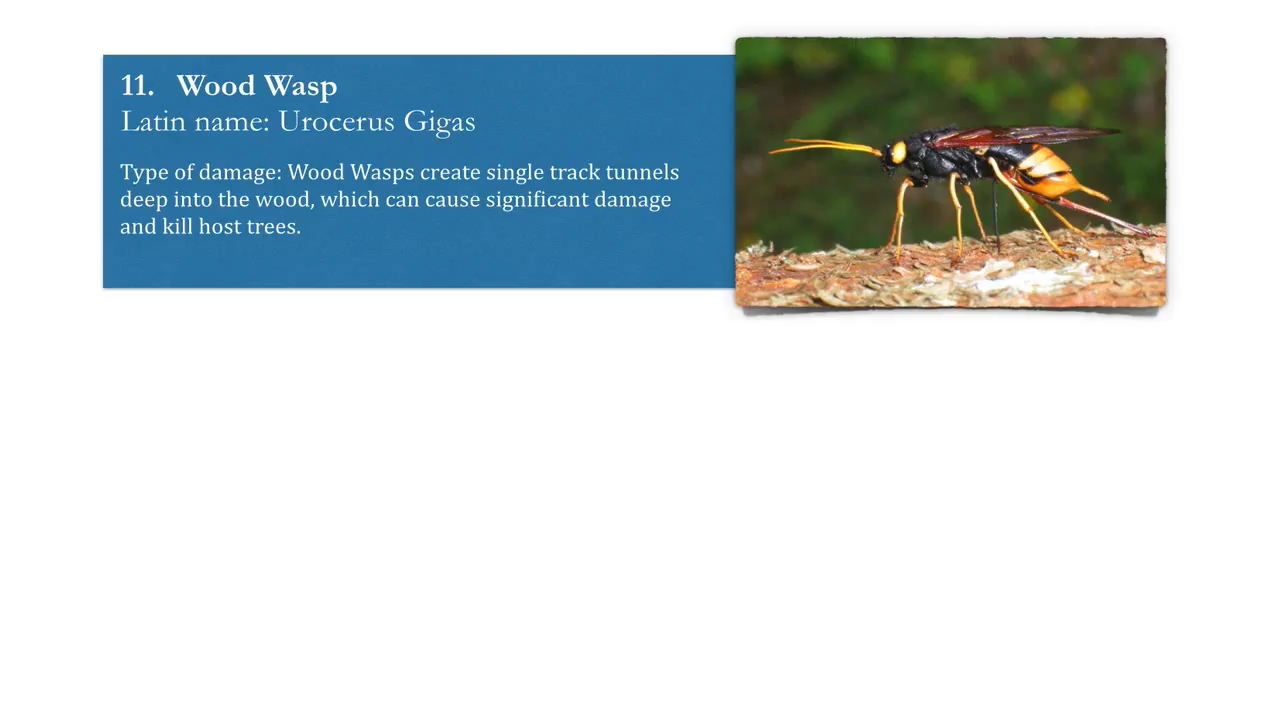 11. Wood Wasp
Latin name: Urocerus Gigas
Type of damage: Wood Wasps create single track tunnels
deep into the wood, which can cause significant damage
and kill host trees.